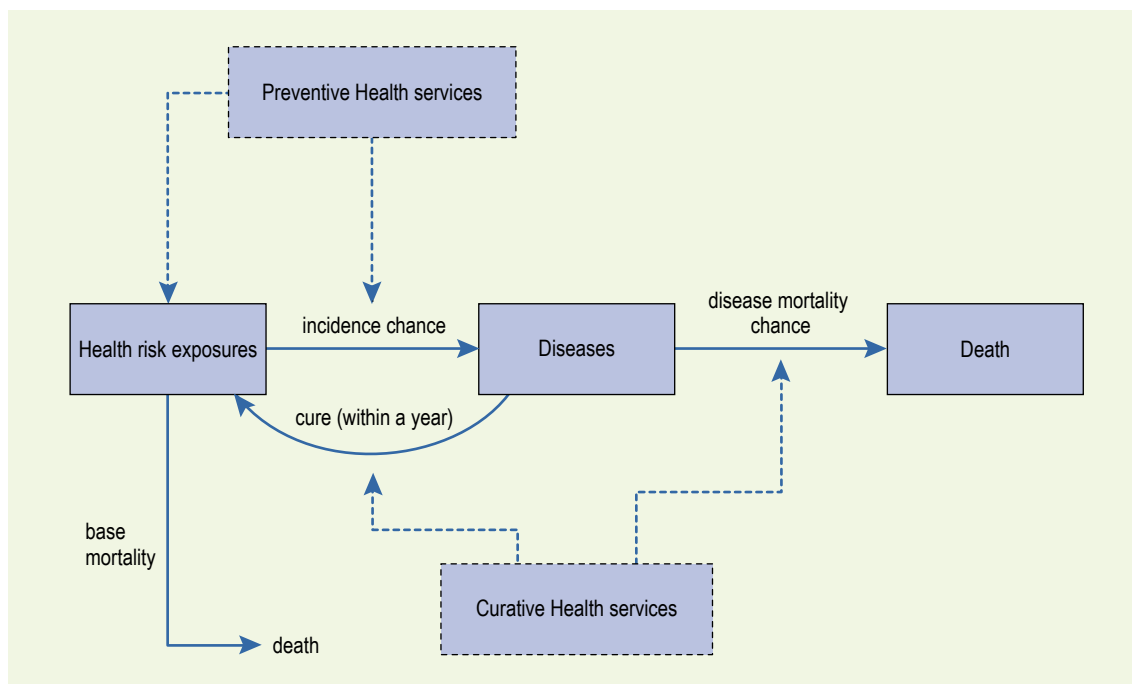 Preventive Health services
Health risk exposures
incidence chance
Diseases
disease mortality
chance
Death
cure (within a year)
base
mortality
Curative Health services
death